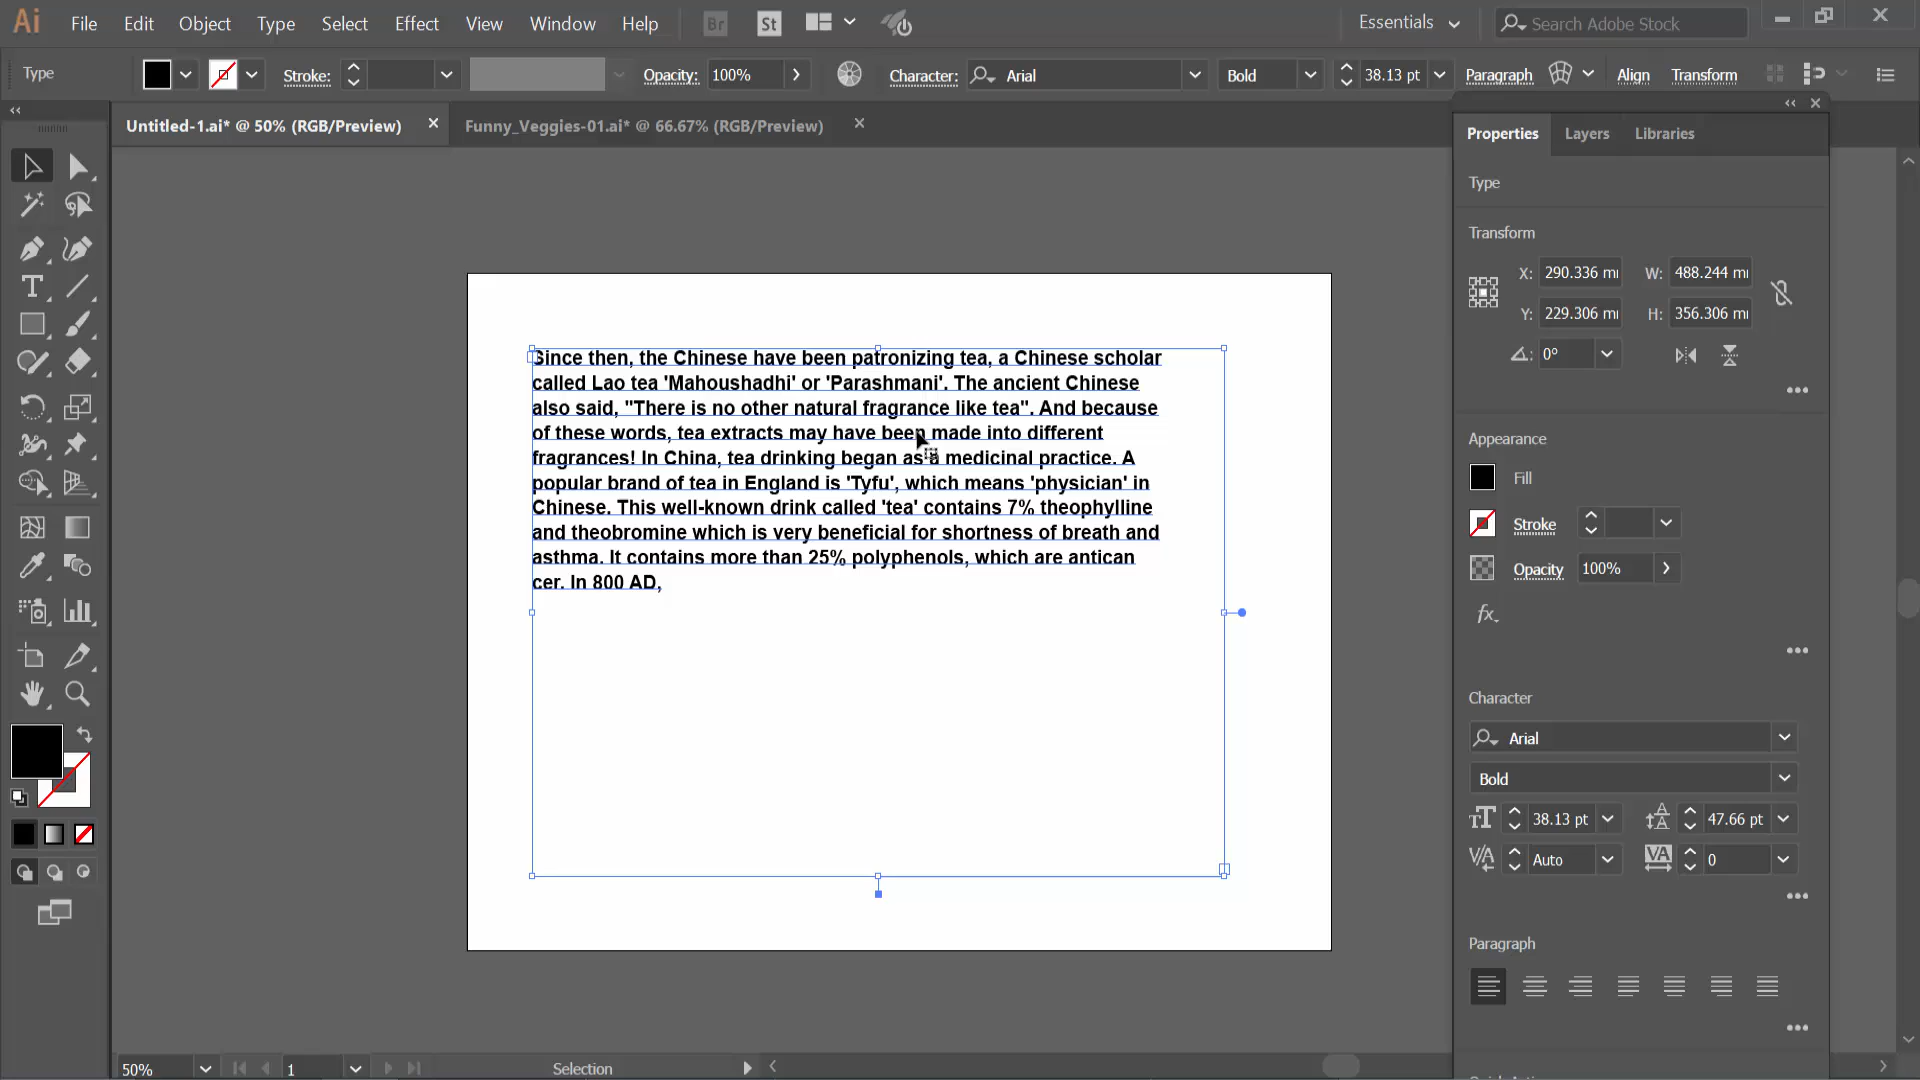 Ai File Edit Object Type Select Effect View Window Help Br St Essentials Search Adobe Stock
Type Stroke: Opacity: 100% Character: Arial Bold 38.13 pt Paragraph Align Transform
Untitled-1.ai* @ 50% (RGB/Preview) Funny_Veggies-01.ai* @ 66.67% (RGB/Preview)
Since then, the Chinese have been patronizing tea, a Chinese scholar
called Lao tea 'Mahoushadhi' or 'Parashmani'. The ancient Chinese
also said, "There is no other natural fragrance like tea". And because
of these words, tea extracts may have been made into different
fragrances! In China, tea drinking began as a medicinal practice. A
popular brand of tea in England is 'Tyfu', which means 'physician' in
Chinese. This well-known drink called 'tea' contains 7% theophylline
and theobromine which is very beneficial for shortness of breath and
asthma. It contains more than 25% polyphenols, which are antican
cer. In 800 AD,
Properties Layers Libraries
Type
Transform
X: 290.336 m W: 488.244 m
Y: 229.306 m H: 356.306 m
0°
Appearance
Fill
Stroke
Opacity 100%
fx
Character
Arial
Bold
38.13 pt 47.66 pt
Auto 0
Paragraph
50% 1 Selection